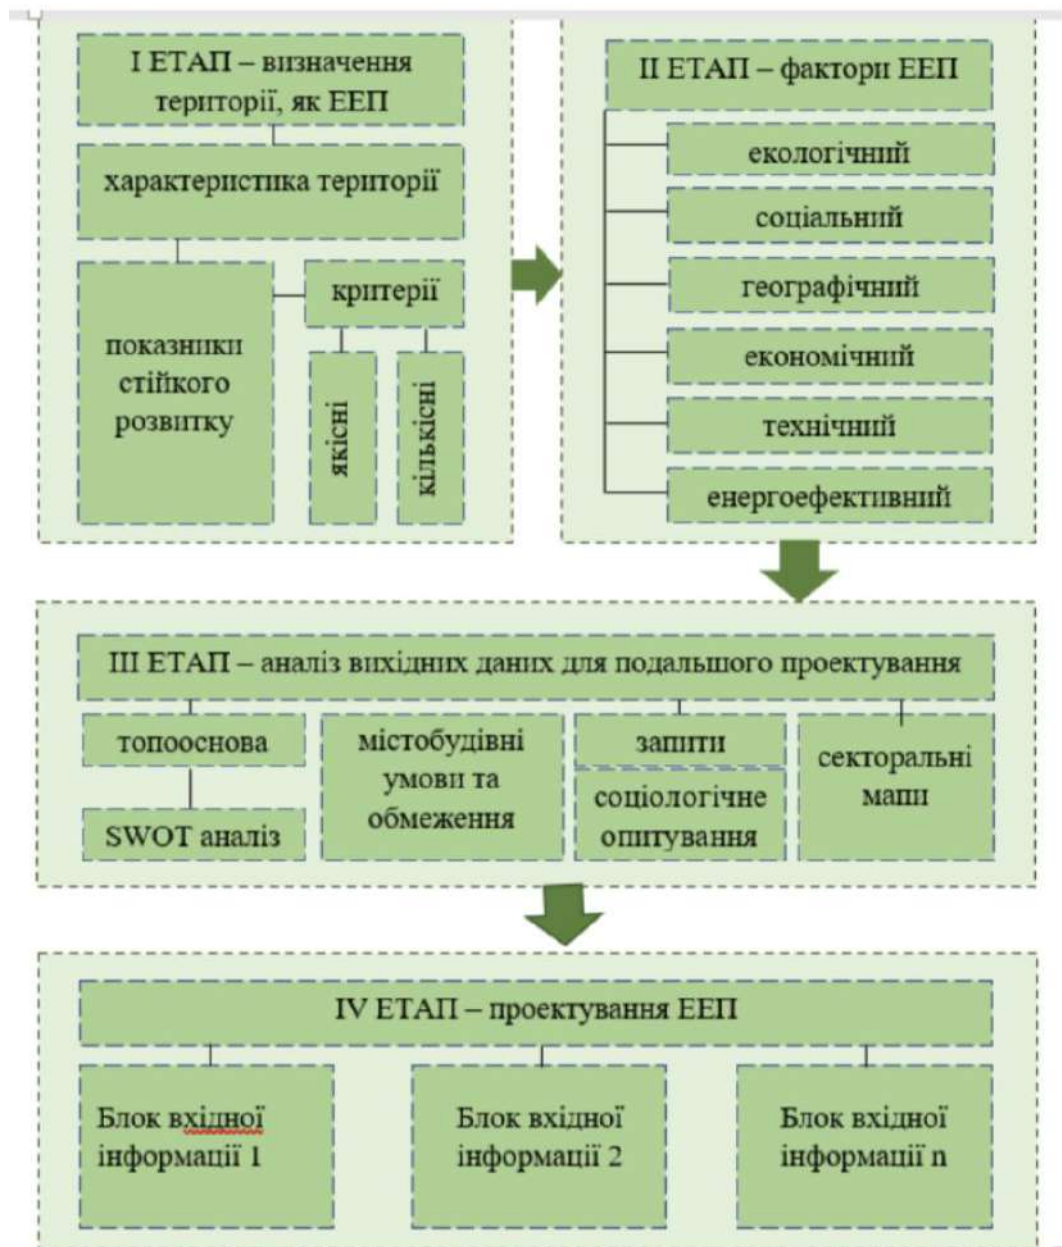 І ЕТАП – визначення
території, як ЕЕП
характеристика території
показники
стійкого
розвитку
критерії
якісні
кількісні
ІІ ЕТАП – фактори ЕЕП
екологічний
соціальний
географічний
економічний
технічний
енергоефективний
ІІІ ЕТАП – аналіз вихідних даних для подальшого проектування
топооснова
SWOT аналіз
містобудівні
умови та
обмеження
запити
соціологічне
опитування
секторальні
мапи
IV ЕТАП – проектування ЕЕП
Блок вхідної
інформації 1
Блок вхідної
інформації 2
Блок вхідної
інформації n